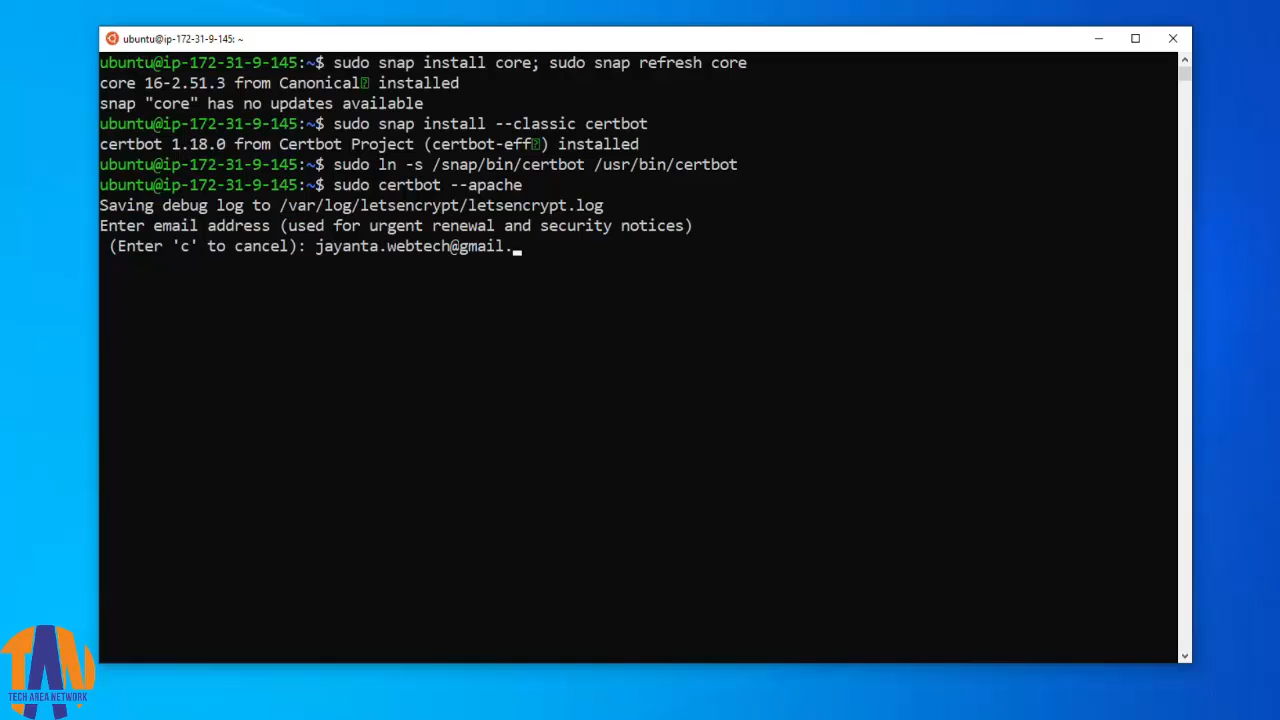 ubuntu@ip-172-31-9-145: ~
ubuntu@ip-172-31-9-145:~$ sudo snap install core; sudo snap refresh core
core 16-2.51.3 from Canonical✓ installed
snap "core" has no updates available
ubuntu@ip-172-31-9-145:~$ sudo snap install --classic certbot
certbot 1.18.0 from Certbot Project (certbot-eff✓) installed
ubuntu@ip-172-31-9-145:~$ sudo ln -s /snap/bin/certbot /usr/bin/certbot
ubuntu@ip-172-31-9-145:~$ sudo certbot --apache
Saving debug log to /var/log/letsencrypt/letsencrypt.log
Enter email address (used for urgent renewal and security notices)
(Enter 'c' to cancel): jayanta.webtech@gmail._
TAN
TECH AREA NETWORK